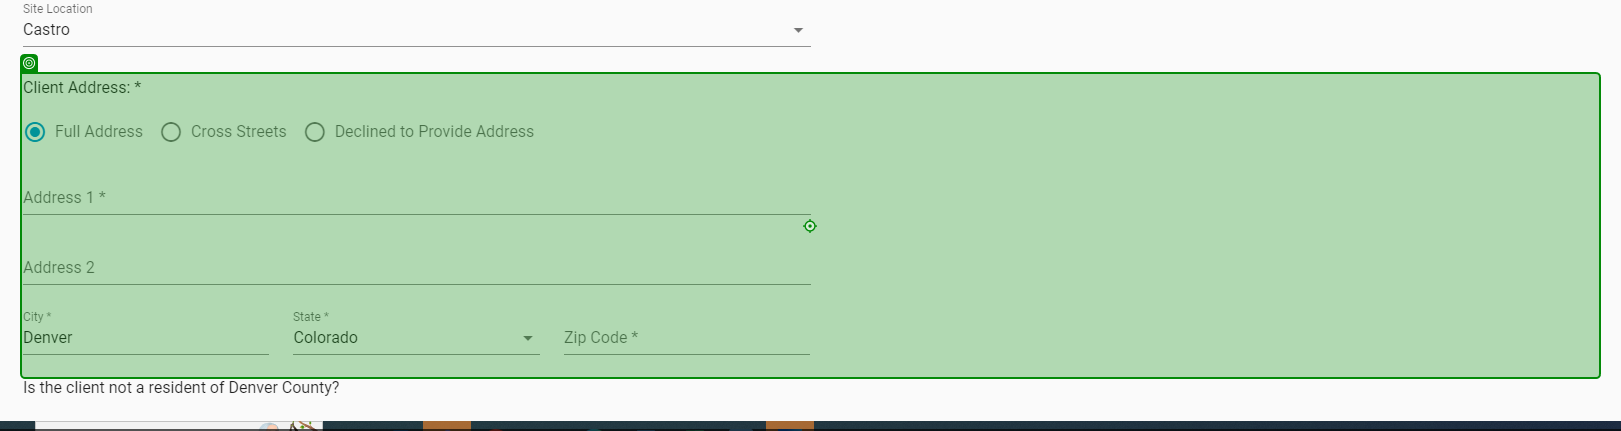 Site Location
Castro
Client Address: *
Full Address Cross Streets Declined to Provide Address
Address 1 *
Address 2
City * State *
Denver Colorado Zip Code *
Is the client not a resident of Denver County?